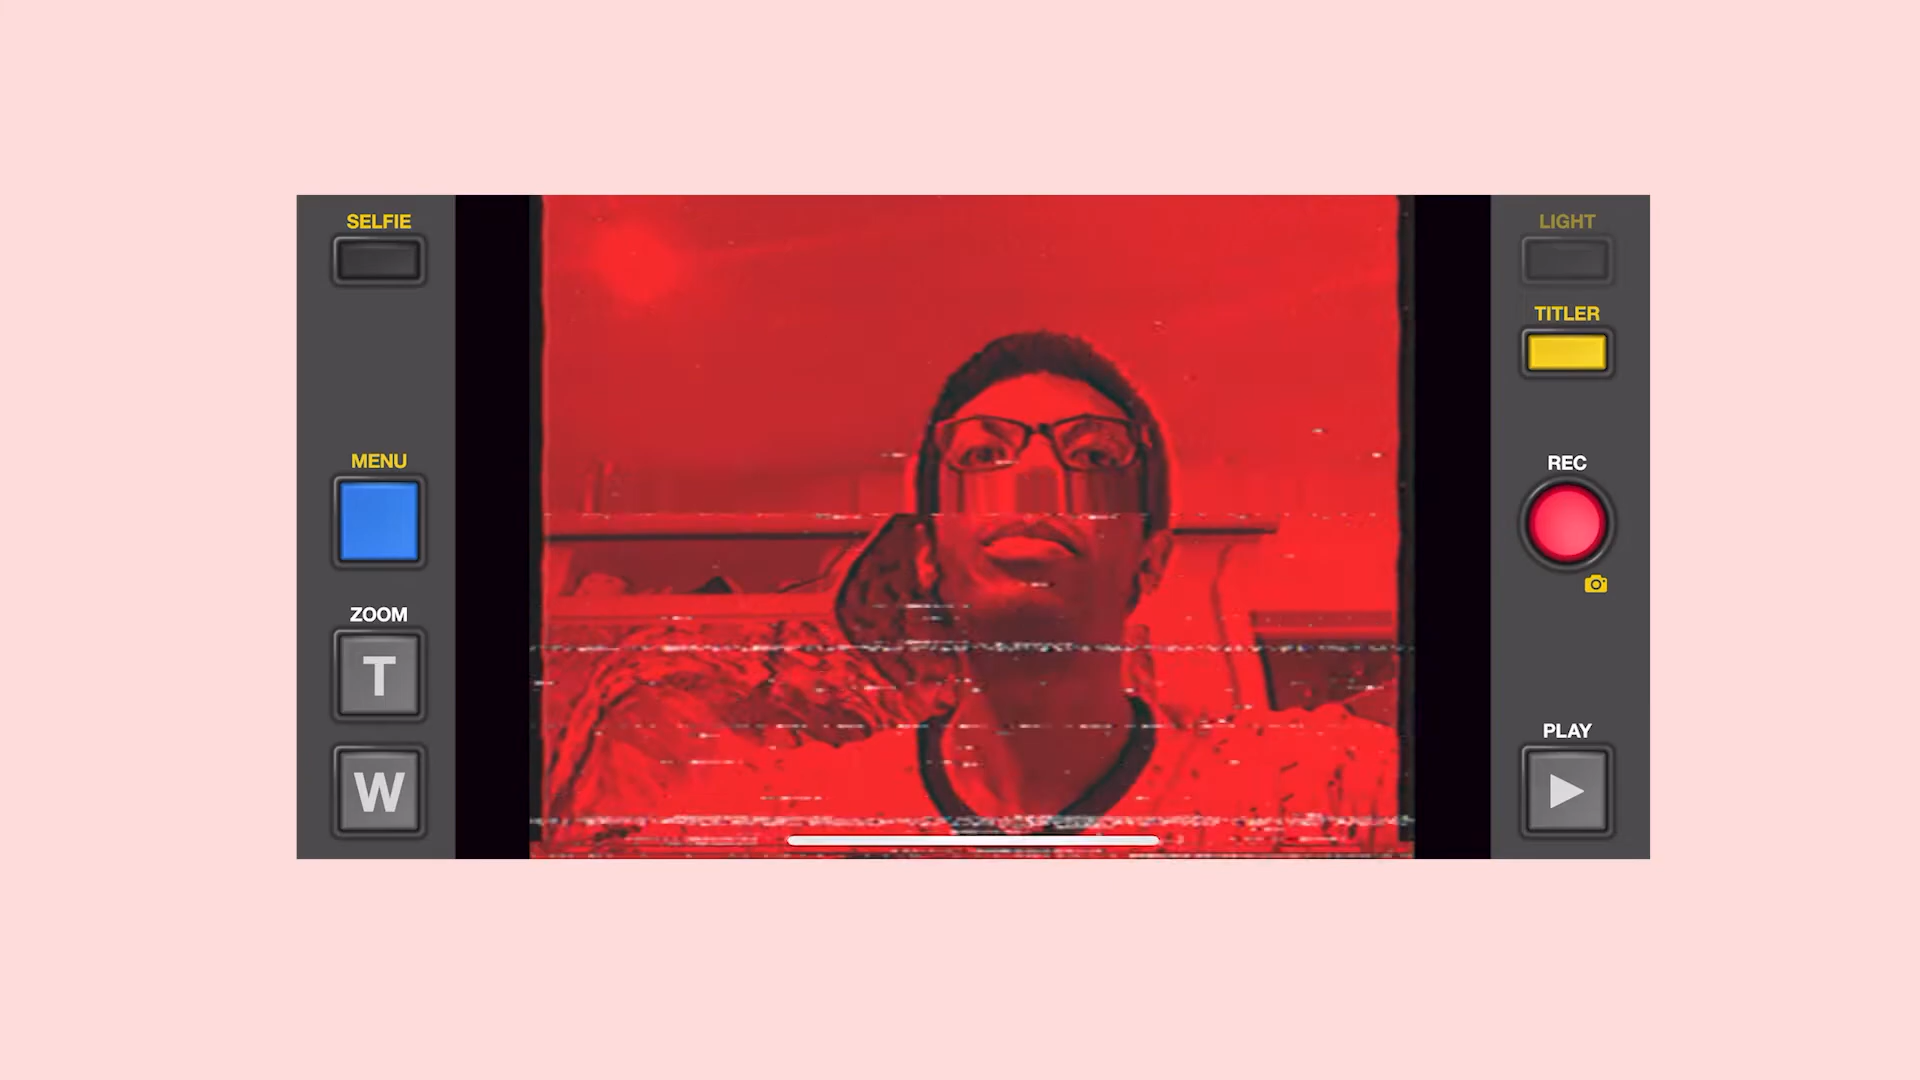 SELFIE
MENU
ZOOM
T
W
LIGHT
TITLER
REC
PLAY